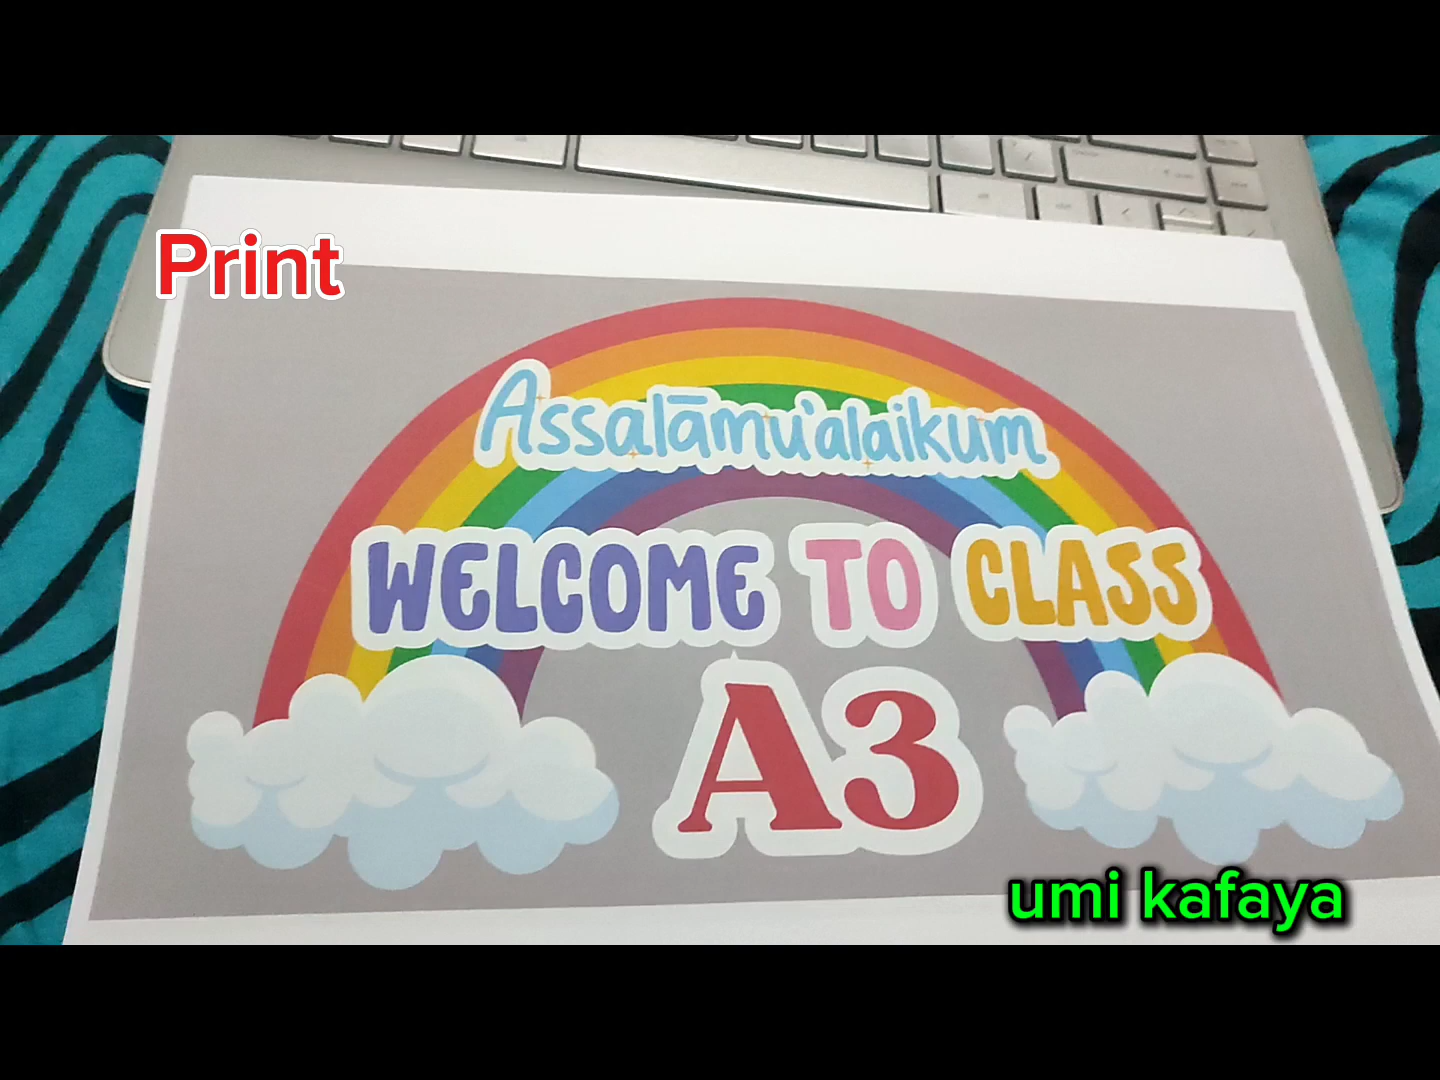 Print
Assalāmu'alaikum
WELCOME TO CLASS
A3
umi kafaya